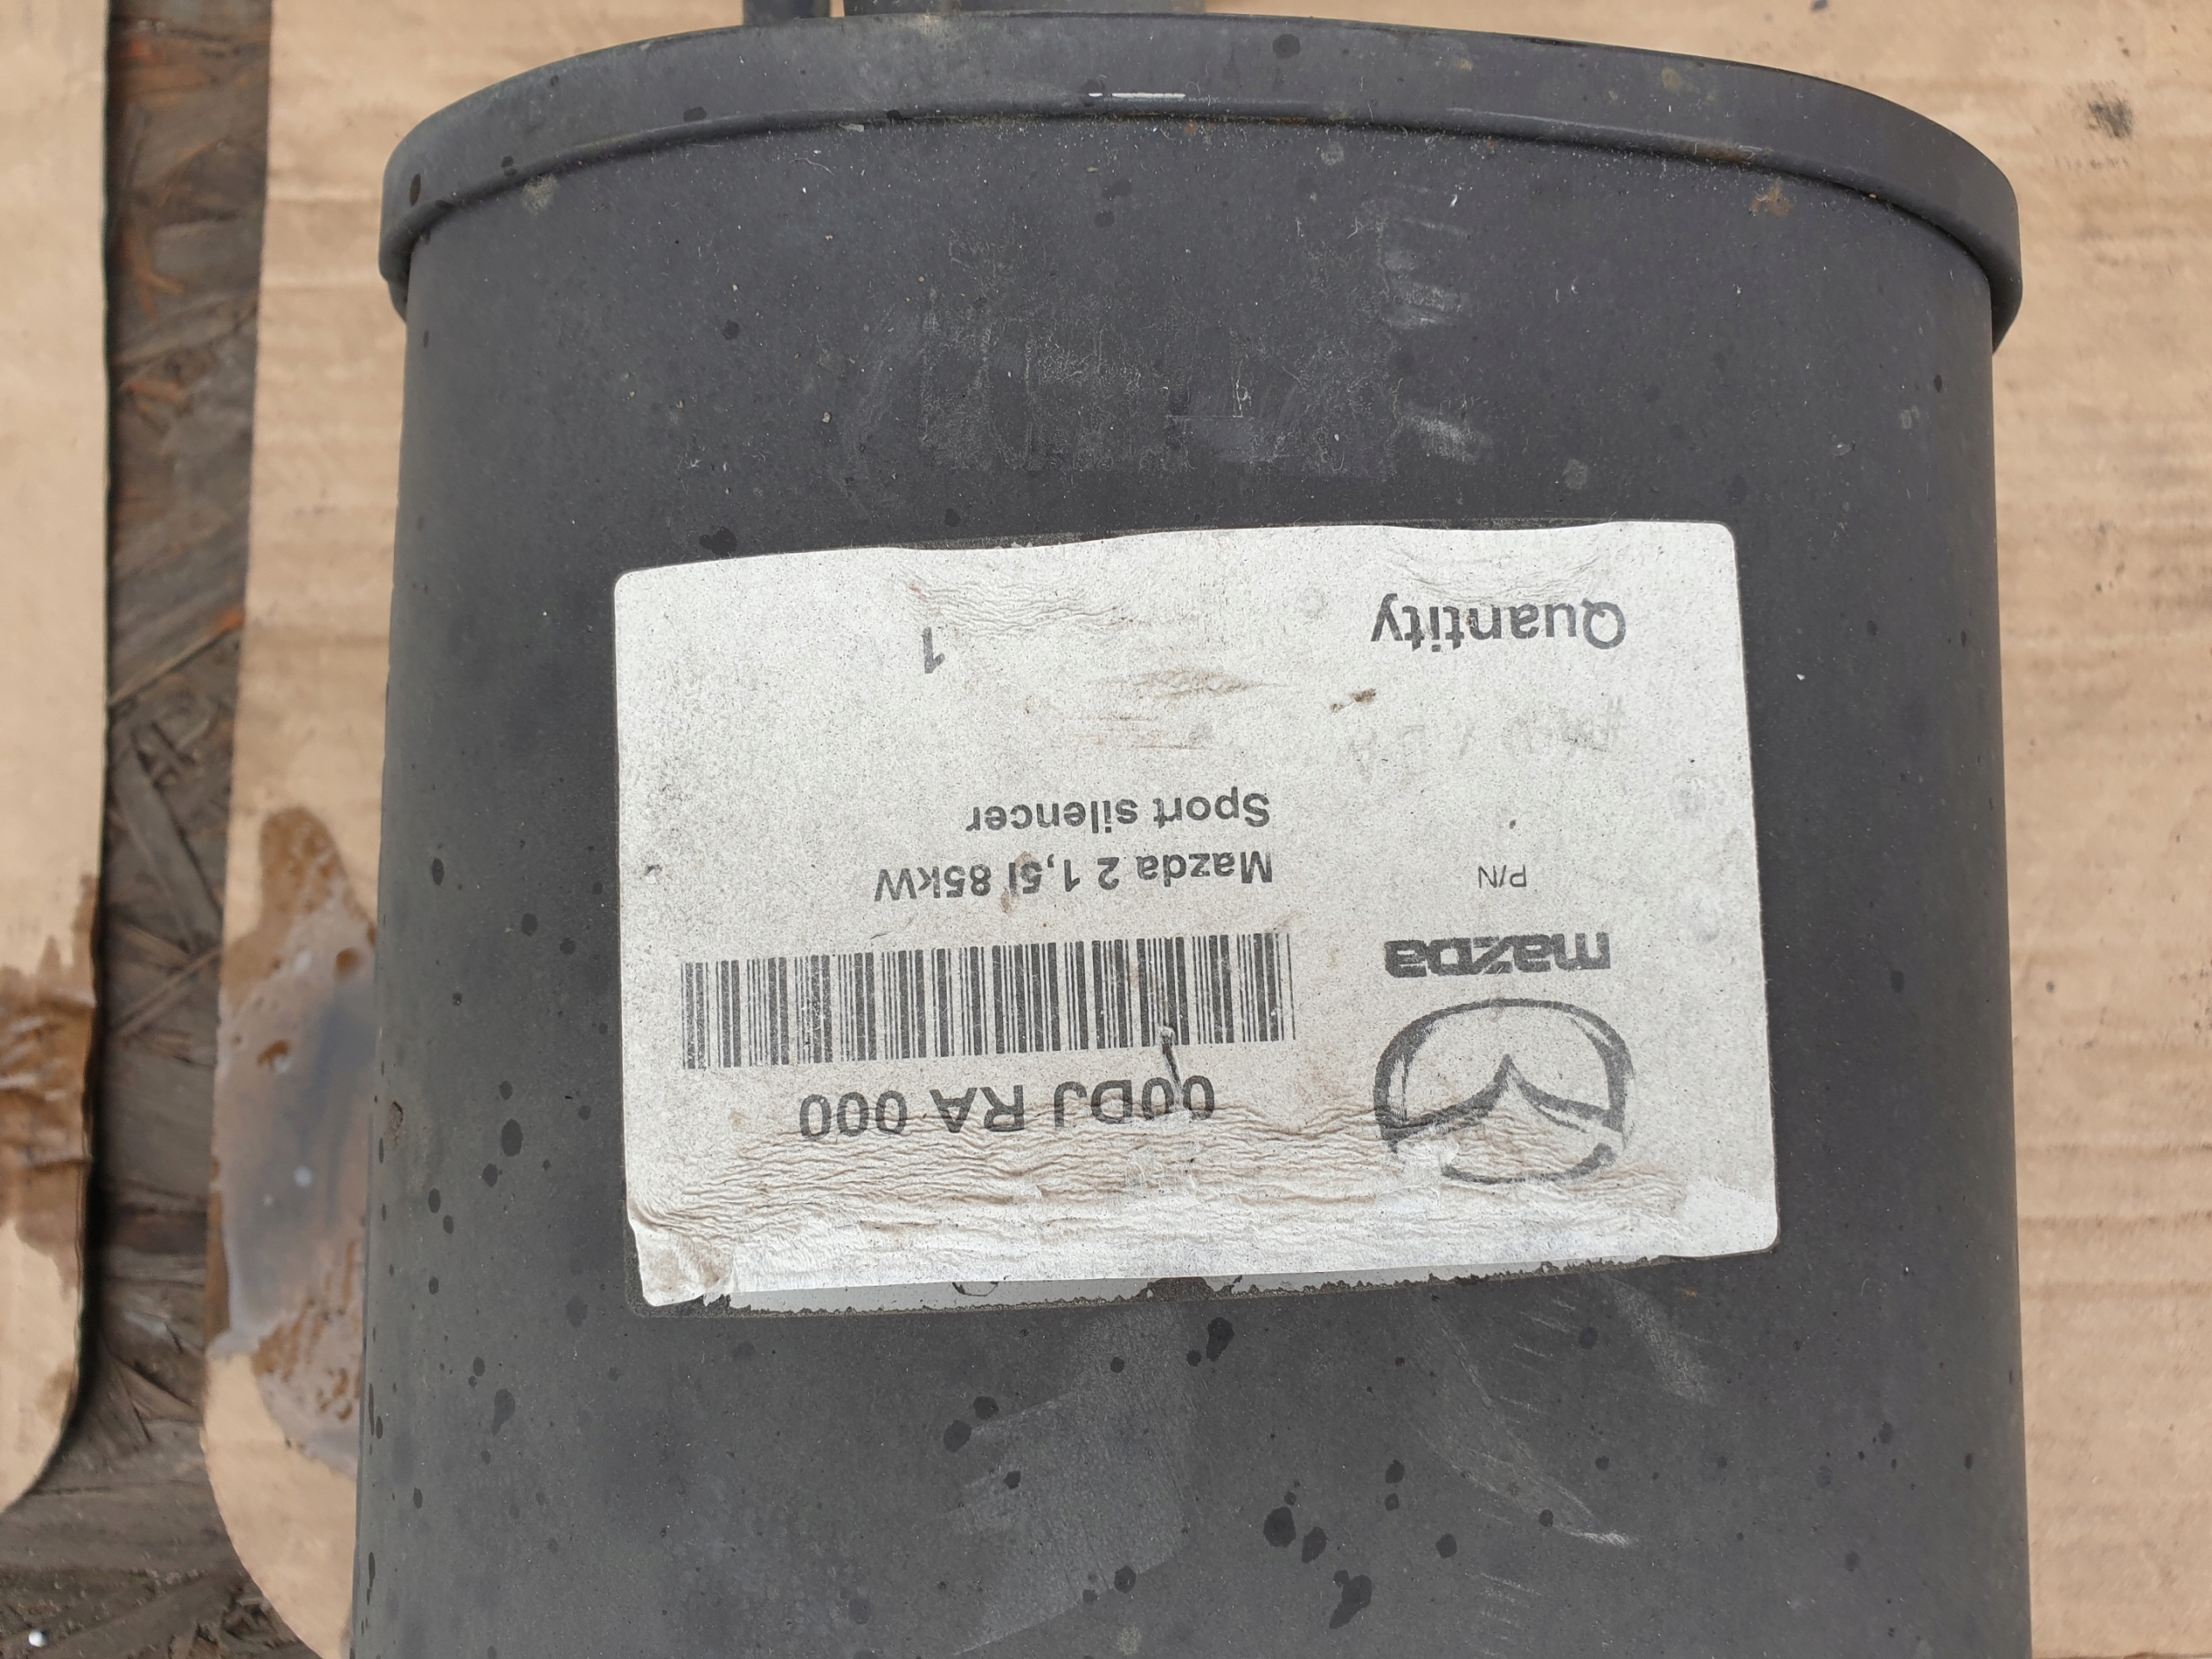 00DJ RA 000
mazda
P/N
Mazda 2 1,5l 85kW
Sport silencer
Quantity
1